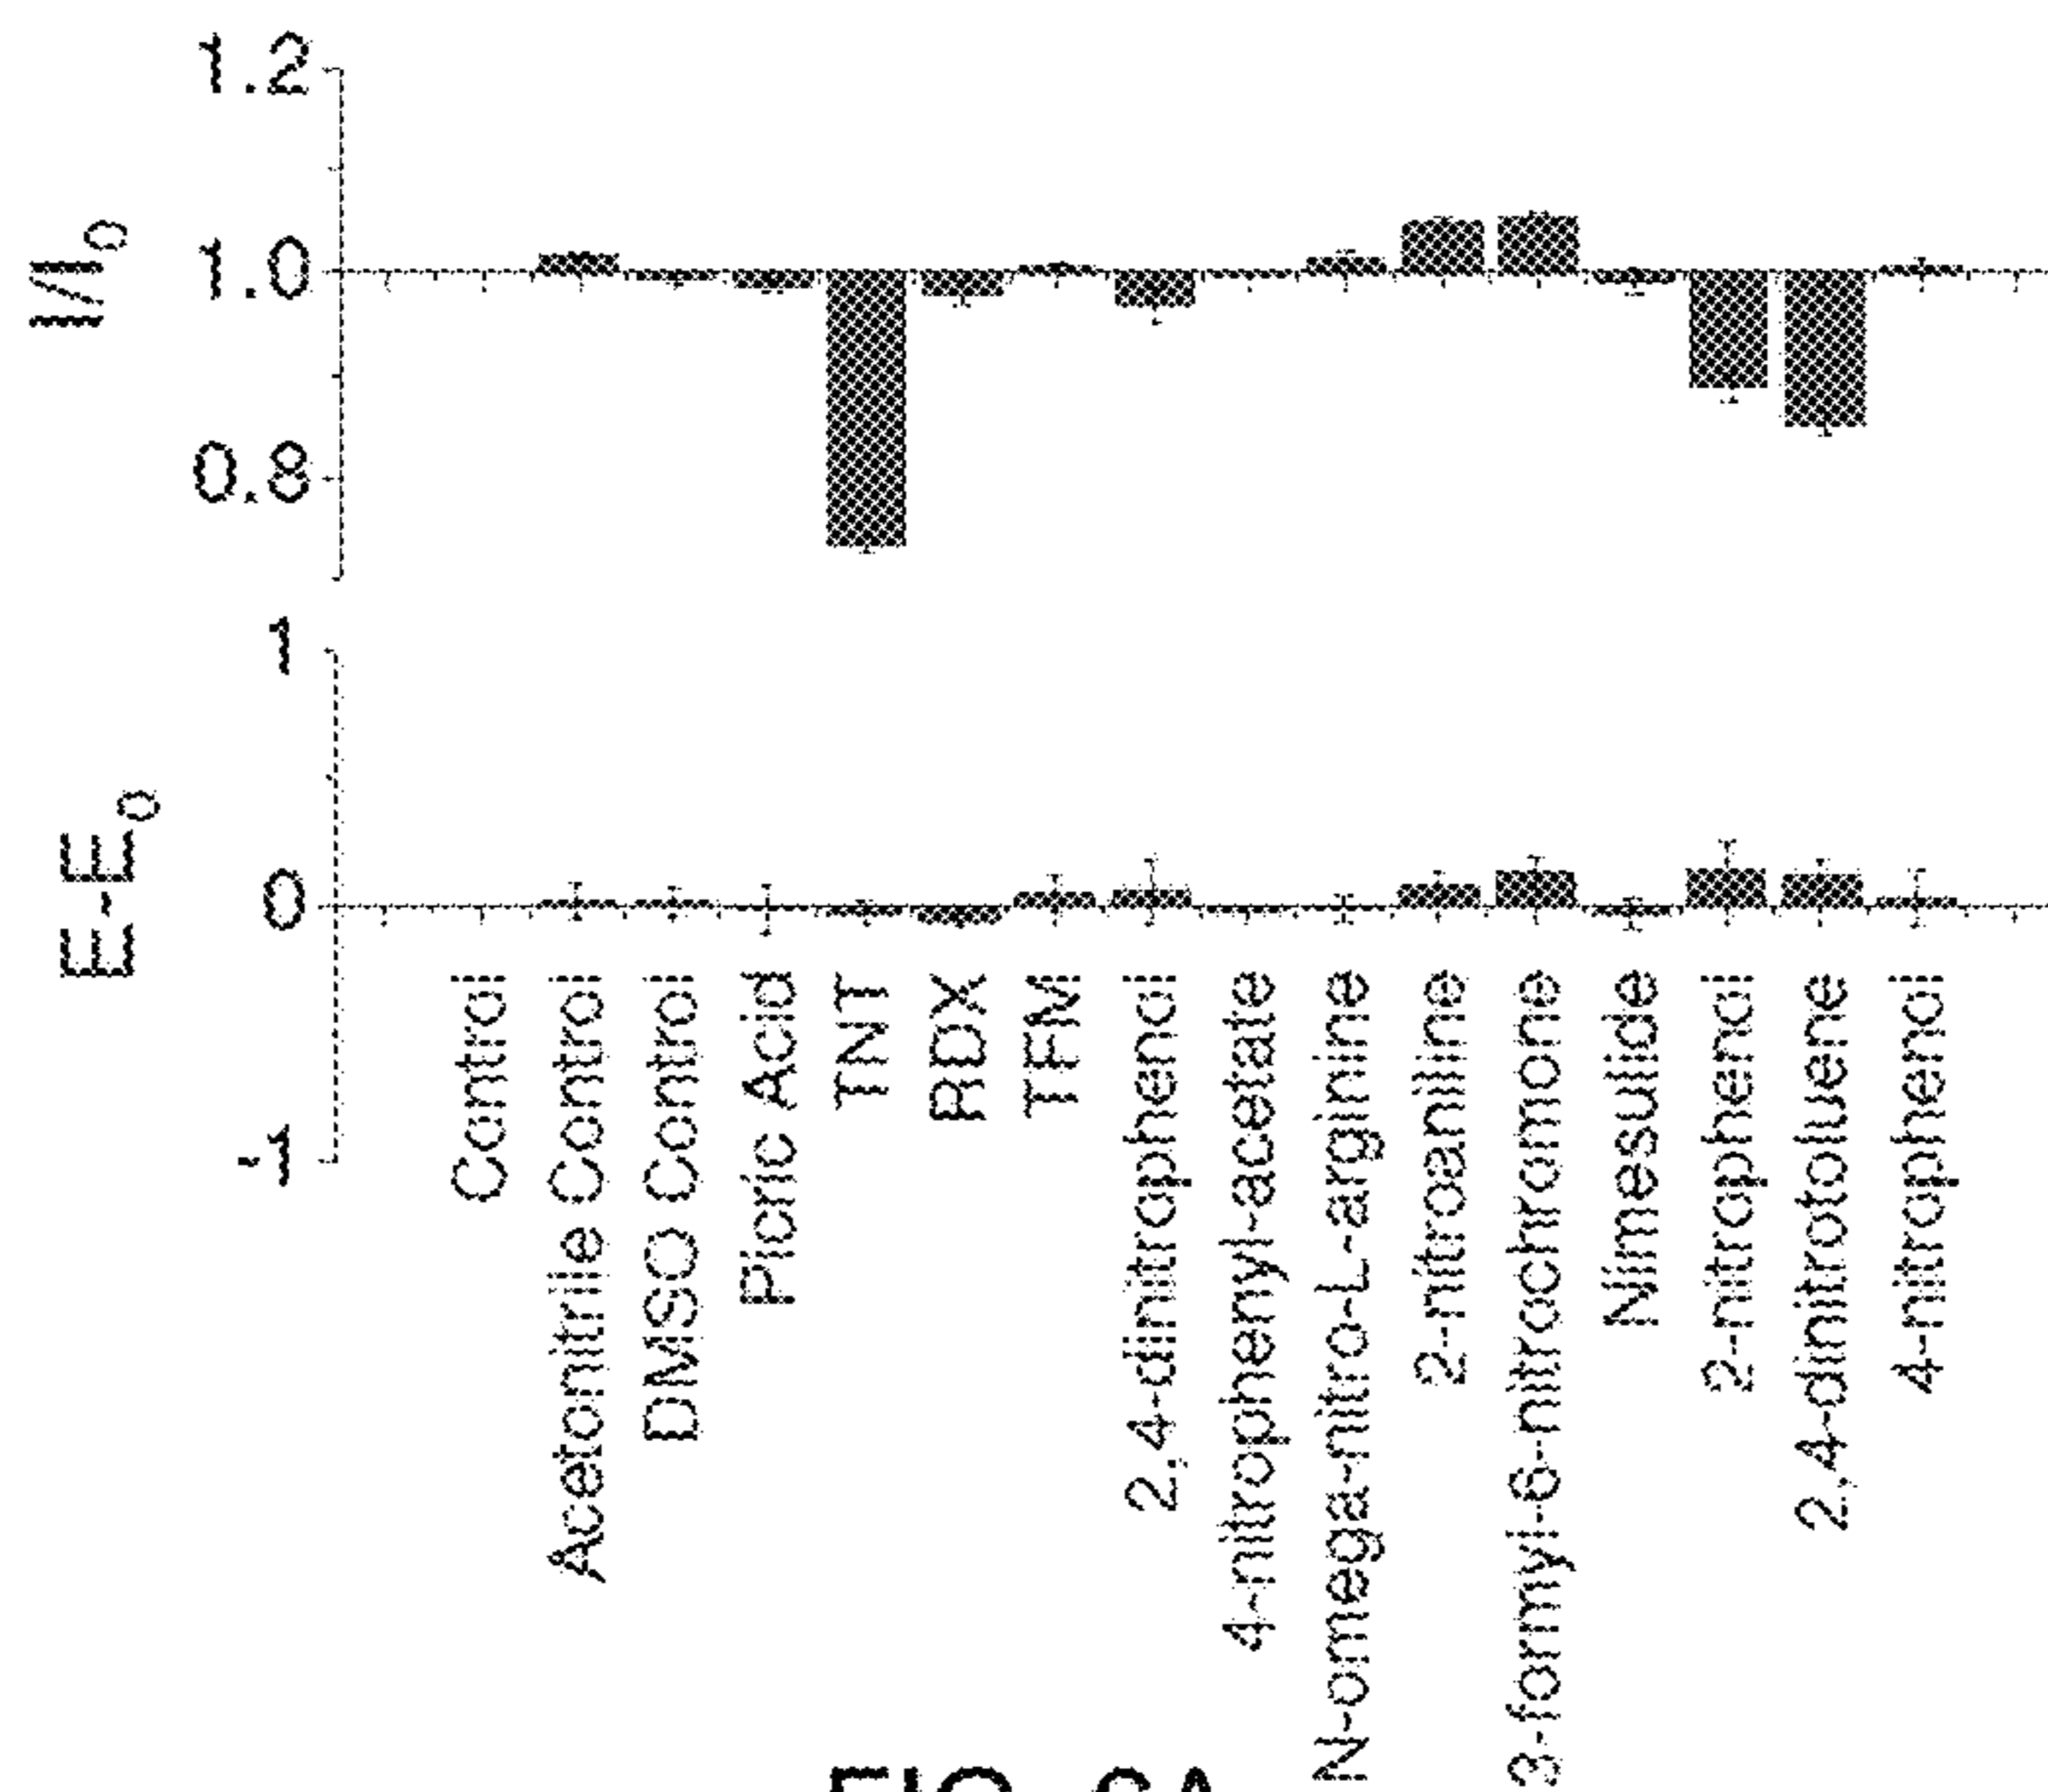 1.2
1.0
0.8
I/I0
1
0
-1
E-E0
Control
Acetonitrile Control
DMSO Control
Picric Acid
TNT
RDX
TFM
2,4-dinitrophenol
4-nitrophenyl-acetate
N-omega-nitro-L-arginine
2-nitroaniline
3-formyl-6-nitrochromone
Nimesulide
2-nitrophenol
2,4-dinitrotoluene
4-nitrophenol